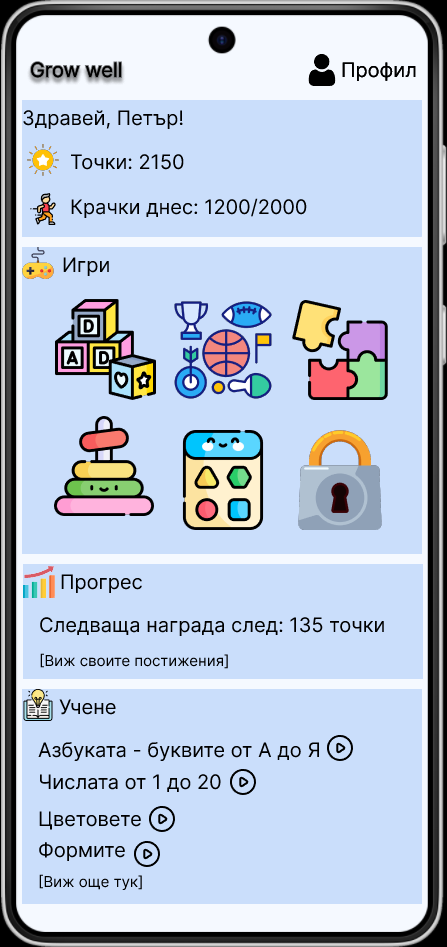 Grow well
Профил
Здравей, Петър!
Точки: 2150
Крачки днес: 1200/2000
Игри
D
A D
Прогрес
Следваща награда след: 135 точки
[Виж своите постижения]
Учене
Азбуката - буквите от А до Я
Числата от 1 до 20
Цветовете
Формите
[Виж още тук]